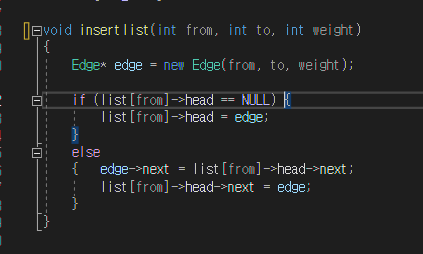 void insertlist(int from, int to, int weight)
{
Edge* edge = new Edge(from, to, weight);
if (list[from]->head == NULL) {
list[from]->head = edge;
}
else
{ edge->next = list[from]->head->next;
list[from]->head->next = edge;
}
}